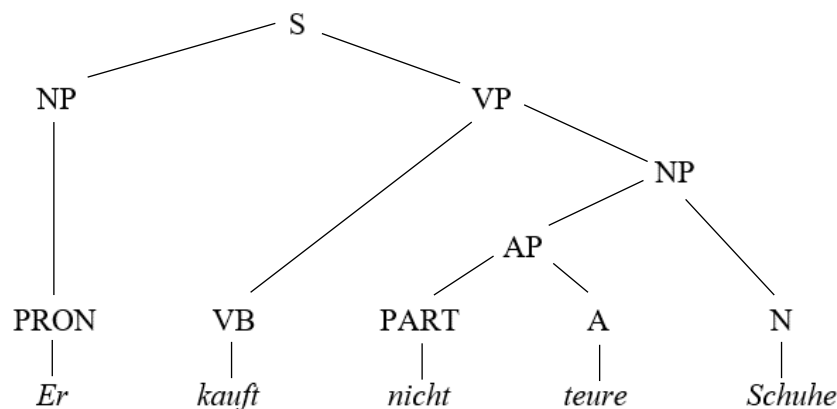 S
NP VP
NP
AP
PRON VB PART A N
Er kauft nicht teure Schuhe